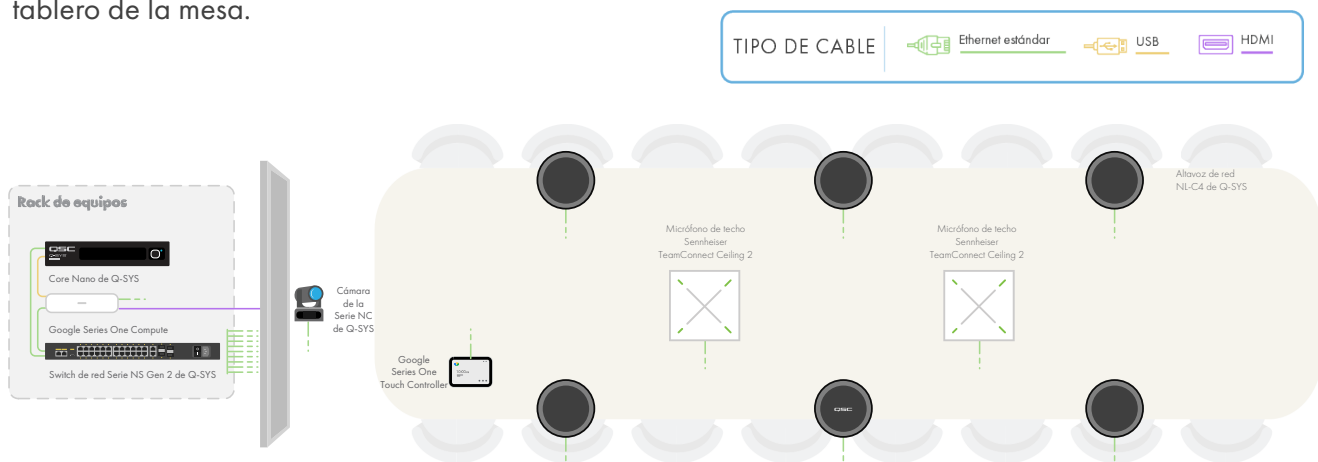 tablero de la mesa.
TIPO DE CABLE
Ethernet estándar
USB
HDMI
Rack de equipos
QSC
Q-SYS
Core Nano de Q-SYS
Google Series One Compute
Switch de red Serie NS Gen 2 de Q-SYS
Cámara
de la
Serie NC
de Q-SYS
Google
Series One
Touch Controller
Micrófono de techo
Sennheiser
TeamConnect Ceiling 2
Micrófono de techo
Sennheiser
TeamConnect Ceiling 2
Altavoz de red
NL-C4 de Q-SYS
QSC